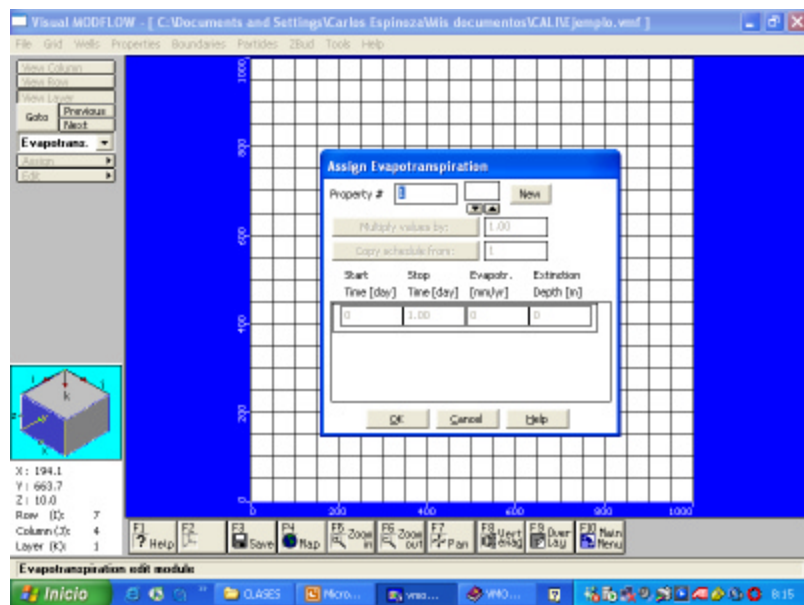 Visual MODFLOW - [ C:\Documents and Settings\Carlos Espinoza\Mis documentos\CALI\Ejemplo.vmf ]
File Grid Wells Properties Boundaries Particles ZBud Tools Help
View Column
View Row
View Layer
Goto Previous
Next
Evapotrans.
Assign
Edit
1000
800
600
400
200
0
0 200 400 600 800 1000
Assign Evapotranspiration
Property # 1 New
Multiply values by: 1.00
Copy schedule from: 1
Start Stop Evapotr. Extinction
Time [day] Time [day] [mm/yr] Depth [m]
0 1.00 0 0
OK Cancel Help
k
X: 194.1
Y: 663.7
Z: 10.0
Row (I): 7
Column (J): 4
Layer (K): 1
F1 Help F2 F3 Save F4 Map F5 Zoom in F6 Zoom out F7 Pan F8 Vert exag F9 Over lay F10 Main Menu
Evapotranspiration edit module
Inicio CLASES Micro... vmo... VMO... 8:15